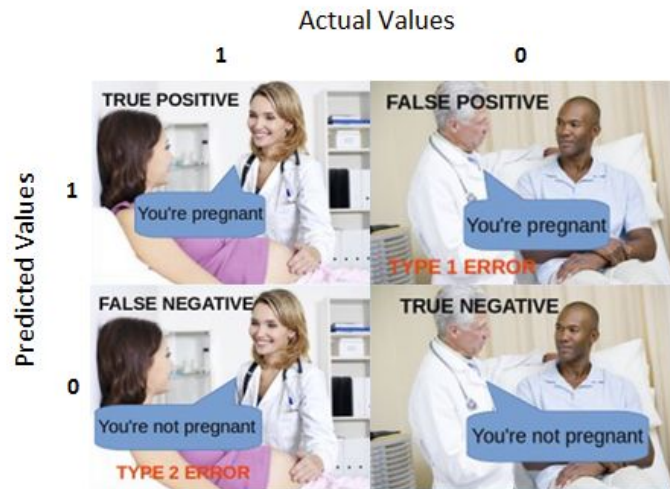 Actual Values
1 0
Predicted Values
1
TRUE POSITIVE
You're pregnant
FALSE POSITIVE
You're pregnant
TYPE 1 ERROR
0
FALSE NEGATIVE
You're not pregnant
TYPE 2 ERROR
TRUE NEGATIVE
You're not pregnant